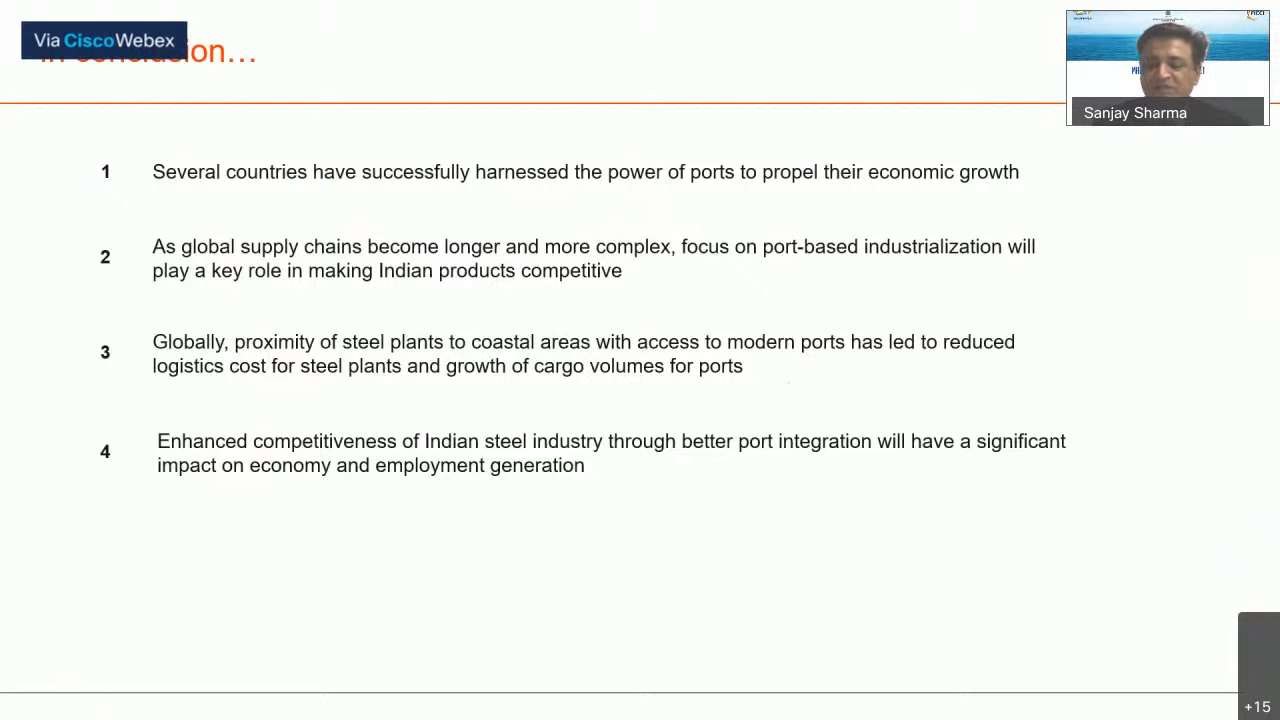 Via CiscoWebex
In conclusion…
Sanjay Sharma
1 Several countries have successfully harnessed the power of ports to propel their economic growth
2 As global supply chains become longer and more complex, focus on port-based industrialization will
play a key role in making Indian products competitive
3 Globally, proximity of steel plants to coastal areas with access to modern ports has led to reduced
logistics cost for steel plants and growth of cargo volumes for ports
4 Enhanced competitiveness of Indian steel industry through better port integration will have a significant
impact on economy and employment generation
+15